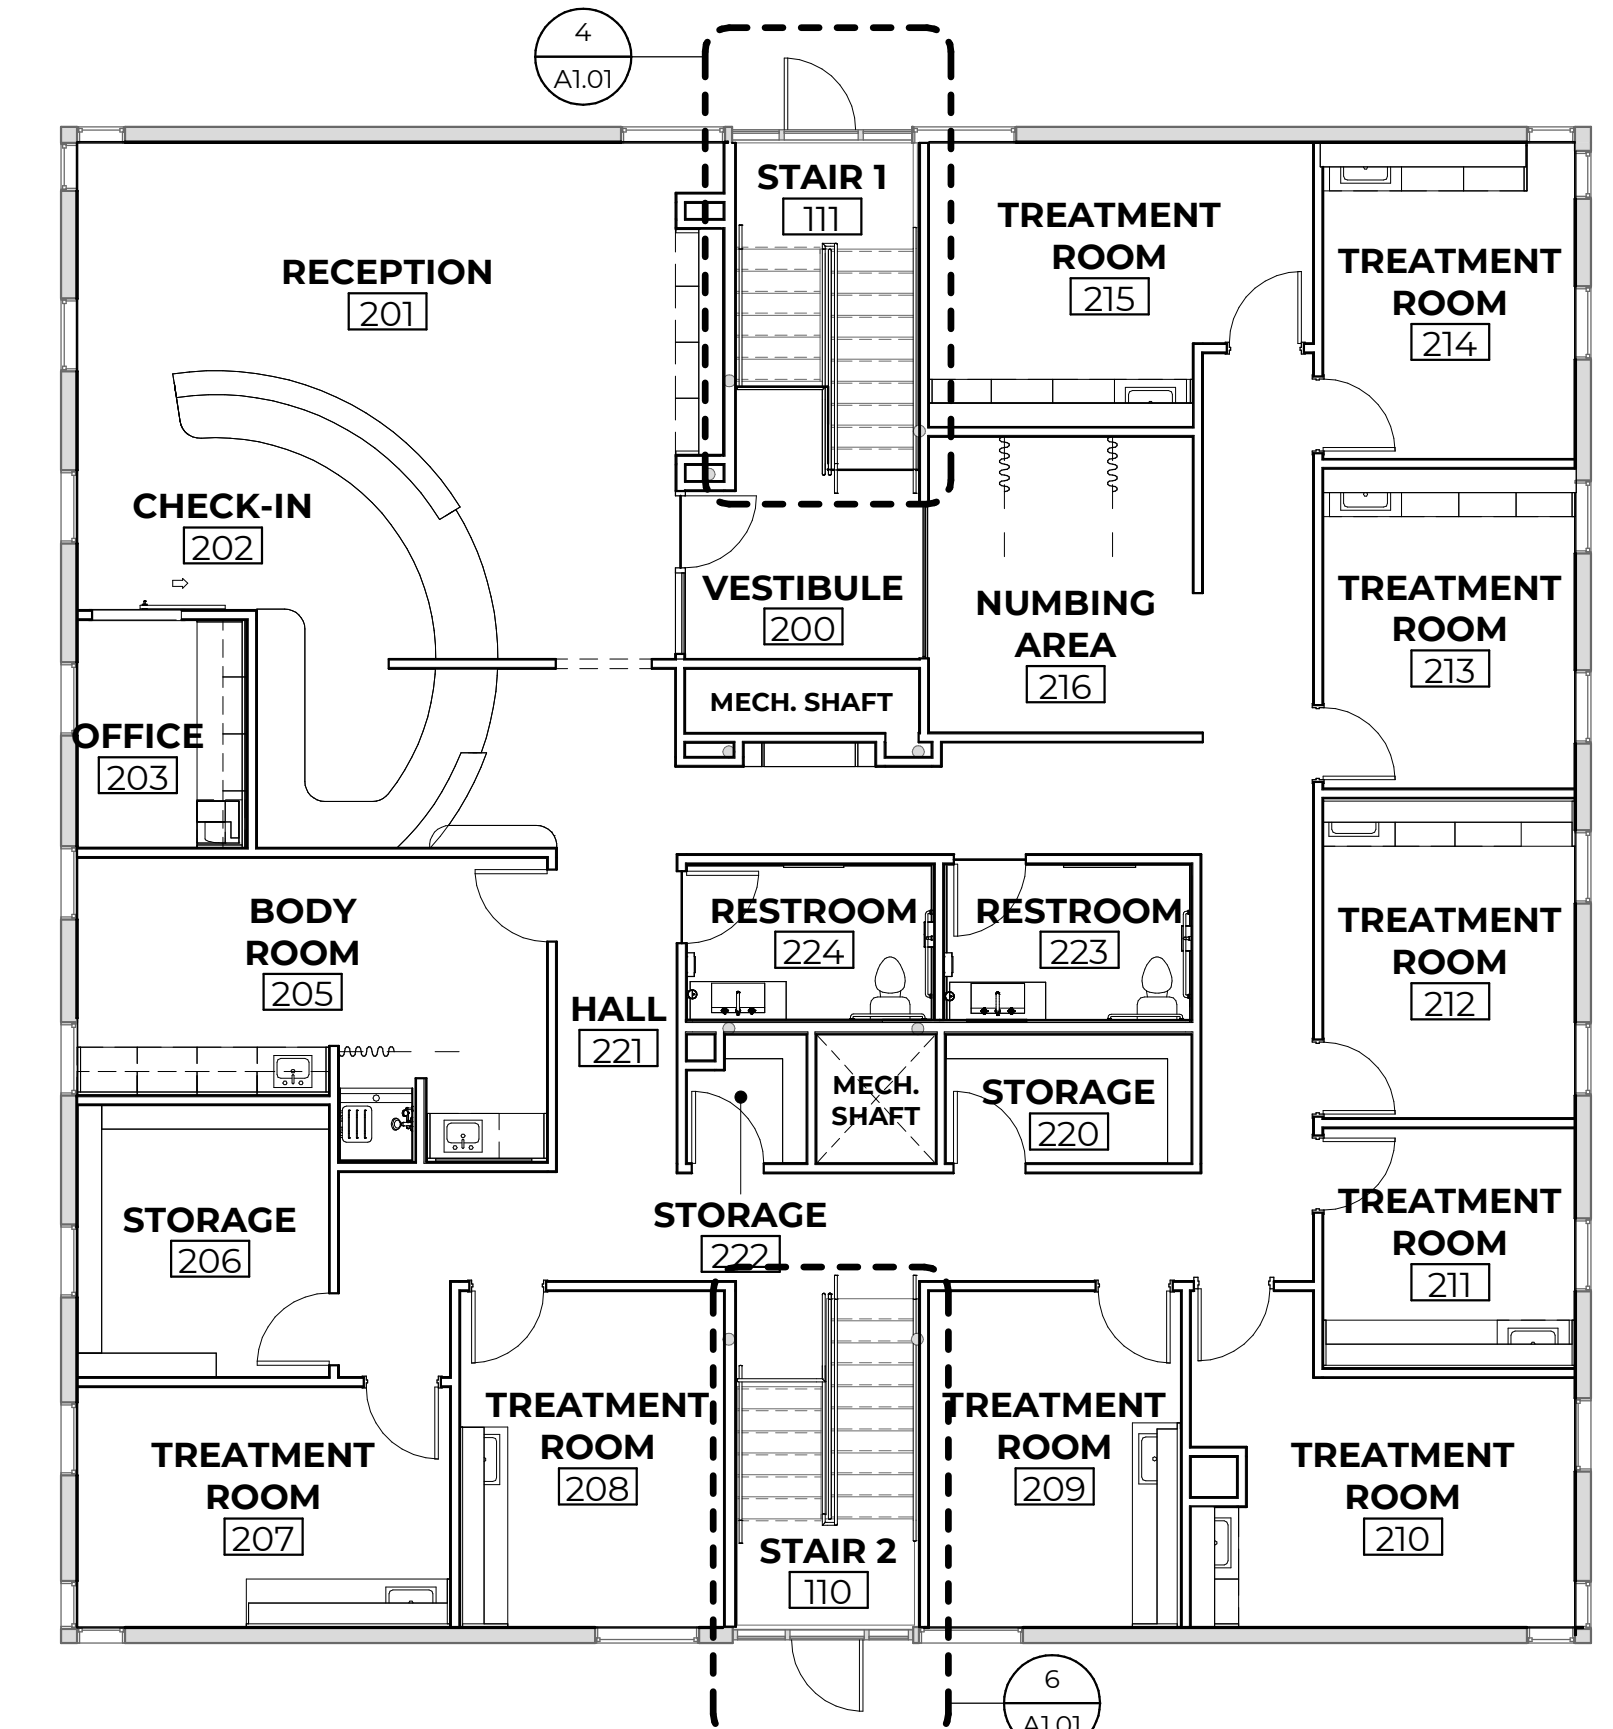 4
A1.01
STAIR 1
111
TREATMENT
ROOM
215
RECEPTION
201
TREATMENT
ROOM
214
CHECK-IN
202
VESTIBULE
200
NUMBING
AREA
216
TREATMENT
ROOM
213
MECH. SHAFT
OFFICE
203
BODY
ROOM
205
RESTROOM
224
RESTROOM
223
TREATMENT
ROOM
212
HALL
221
MECH.
SHAFT
STORAGE
220
STORAGE
206
STORAGE
222
TREATMENT
ROOM
211
TREATMENT
ROOM
207
TREATMENT
ROOM
208
TREATMENT
ROOM
209
TREATMENT
ROOM
210
STAIR 2
110
6
A1.01